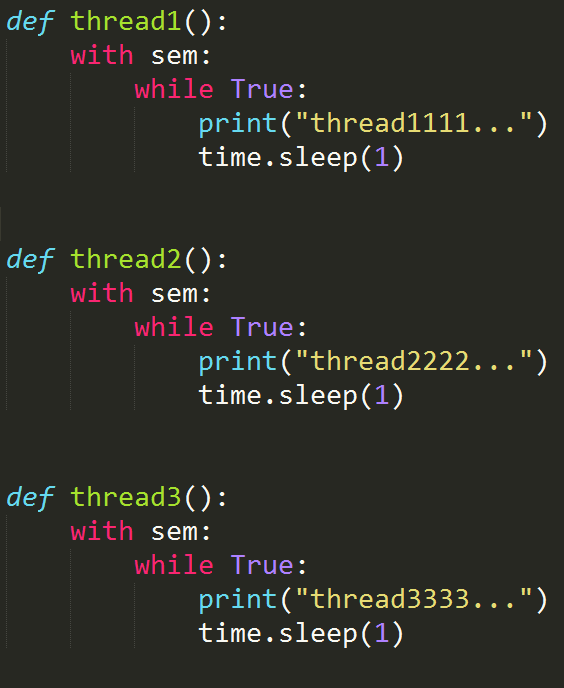 def thread1():
    with sem:
        while True:
            print("thread1111...")
            time.sleep(1)
def thread2():
    with sem:
        while True:
            print("thread2222...")
            time.sleep(1)
def thread3():
    with sem:
        while True:
            print("thread3333...")
            time.sleep(1)